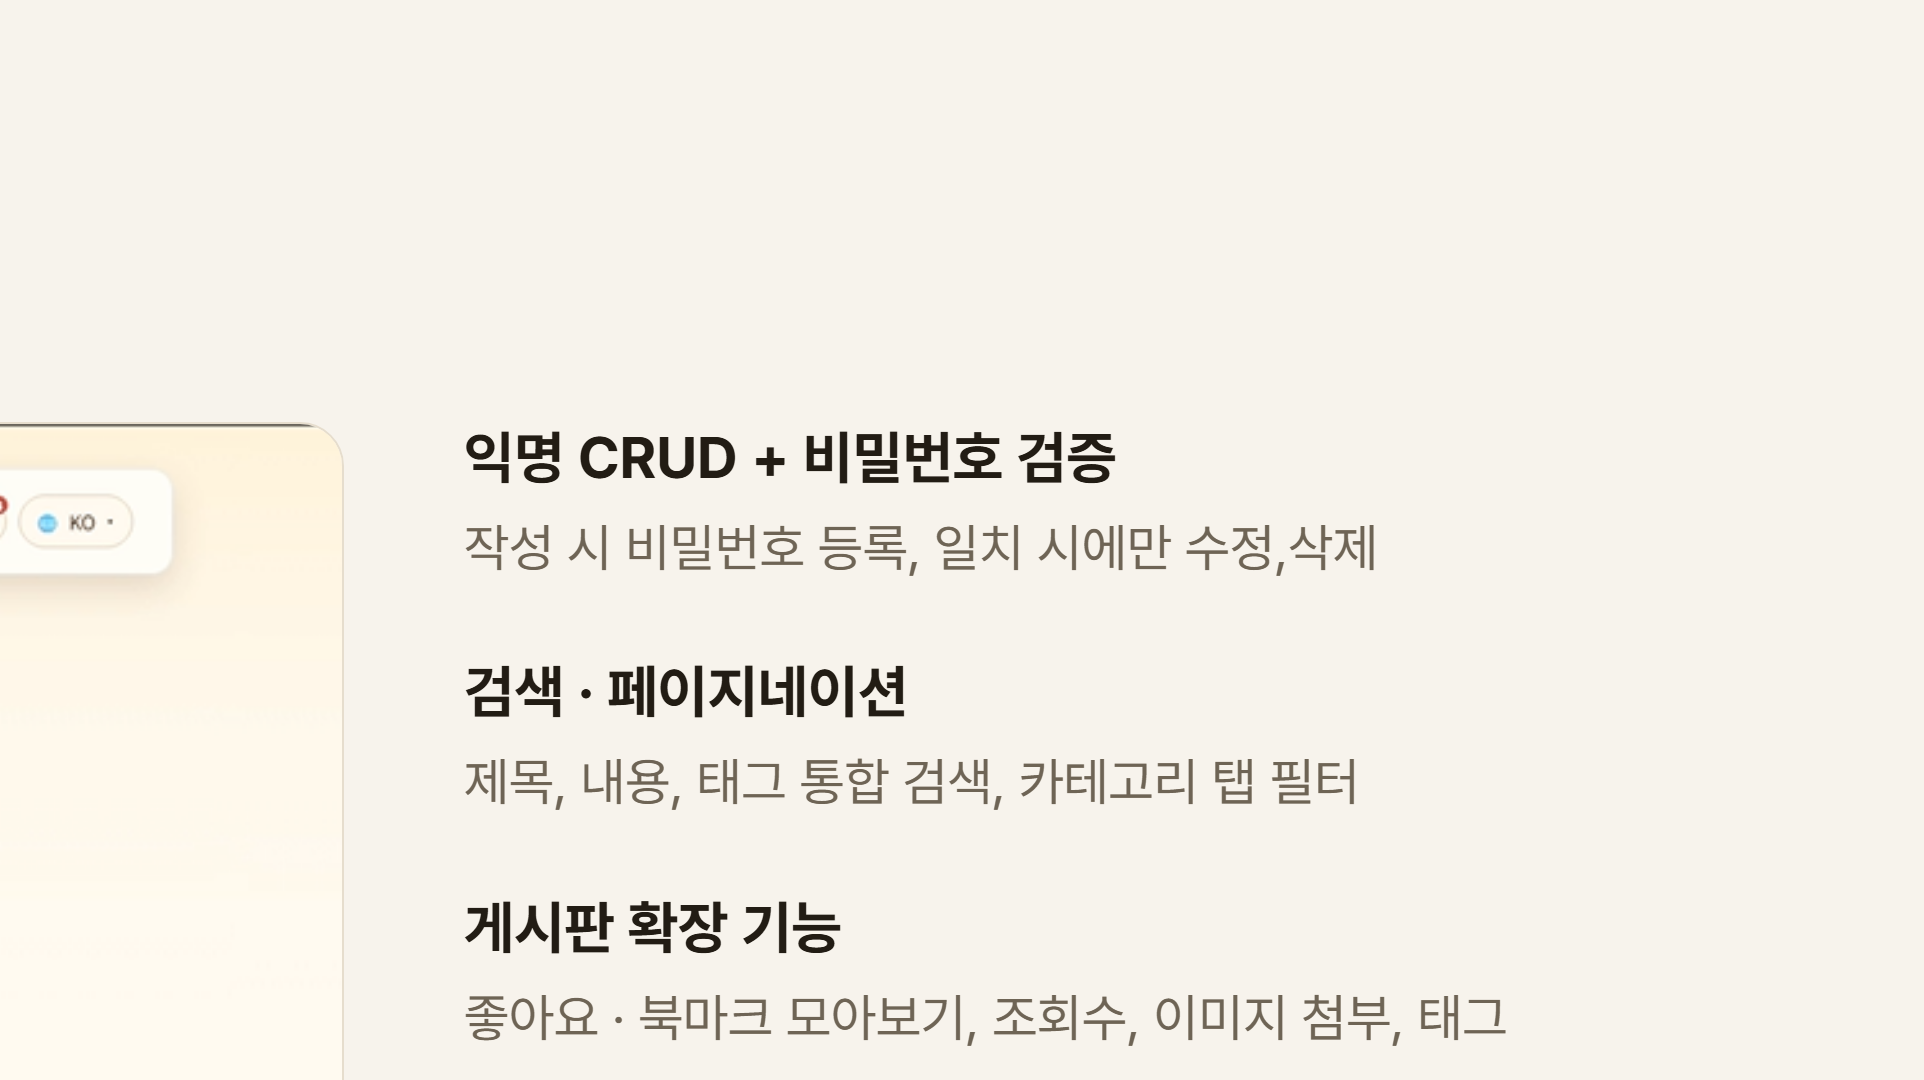 KO
익명 CRUD + 비밀번호 검증
작성 시 비밀번호 등록, 일치 시에만 수정,삭제
검색 · 페이지네이션
제목, 내용, 태그 통합 검색, 카테고리 탭 필터
게시판 확장 기능
좋아요 · 북마크 모아보기, 조회수, 이미지 첨부, 태그